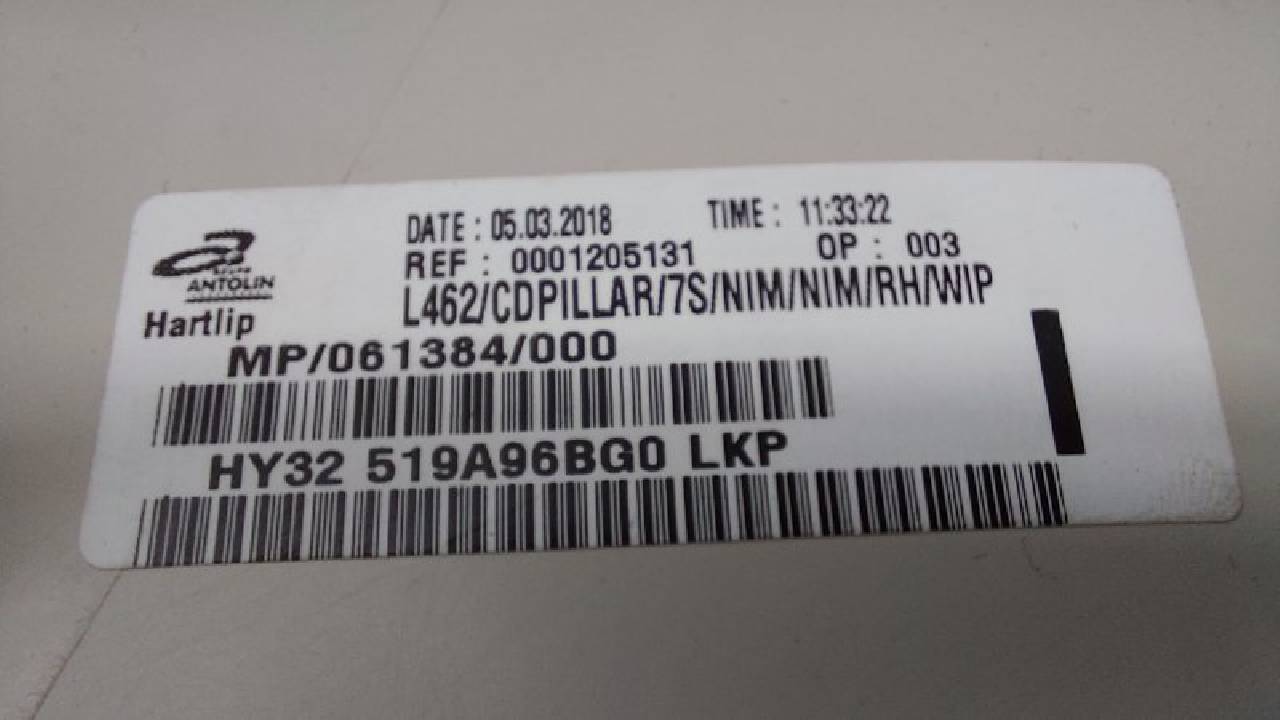 DATE : 05.03.2018 TIME : 11:33:22
REF : 0001205131 OP : 003
ANTOLIN
L462/CDPILLAR/7S/NIM/NIM/RH/WIP
Hartlip
MP/061384/000
HY32 519A96BG0 LKP